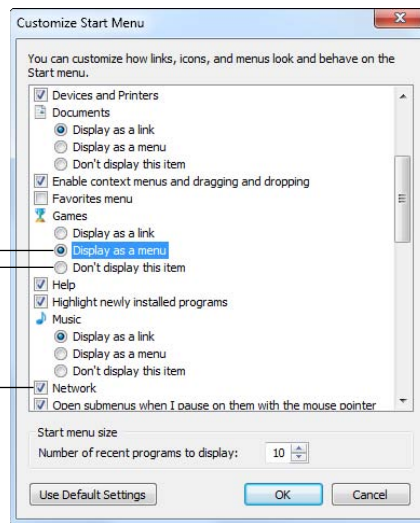 Customize Start Menu
You can customize how links, icons, and menus look and behave on the
Start menu.
Devices and Printers
Documents
Display as a link
Display as a menu
Don't display this item
Enable context menus and dragging and dropping
Favorites menu
Games
Display as a link
Display as a menu
Don't display this item
Help
Highlight newly installed programs
Music
Display as a link
Display as a menu
Don't display this item
Network
Open submenus when I pause on them with the mouse pointer
Start menu size
Number of recent programs to display: 10
Use Default Settings OK Cancel